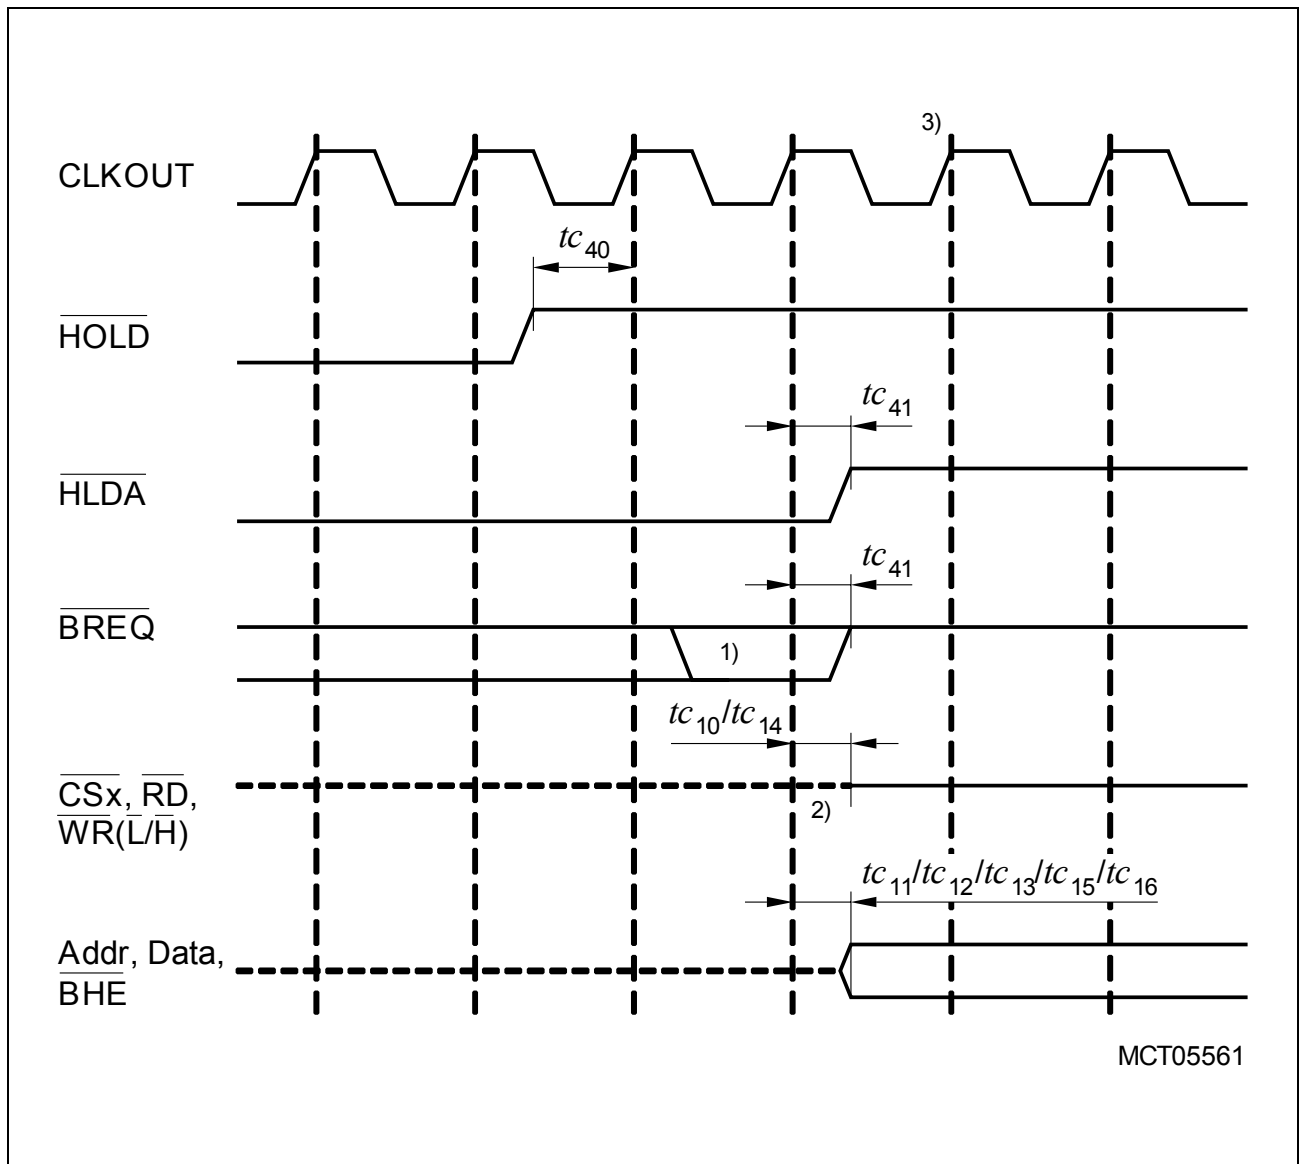 3)
CLKOUT
tc40
HOLD
tc41
HLDA
tc41
BREQ
1)
tc10/tc14
CSx, RD,
WR(L/H)
2)
tc11/tc12/tc13/tc15/tc16
Addr, Data,
BHE
MCT05561